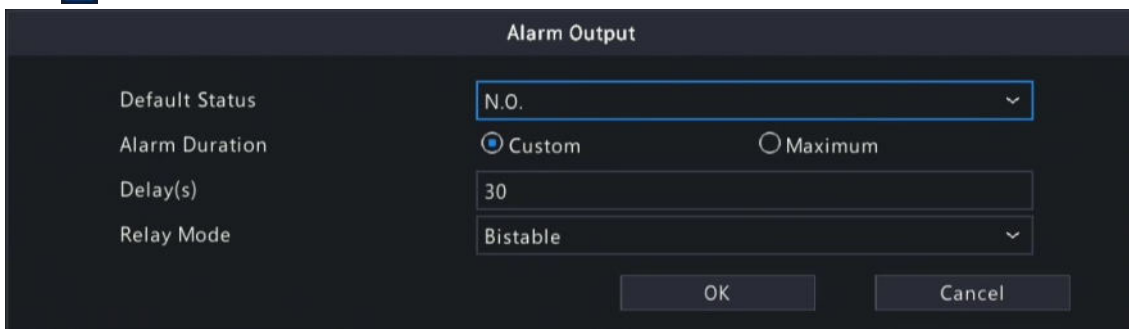 Alarm Output
Default Status N.O.
Alarm Duration Custom Maximum
Delay(s) 30
Relay Mode Bistable
OK Cancel